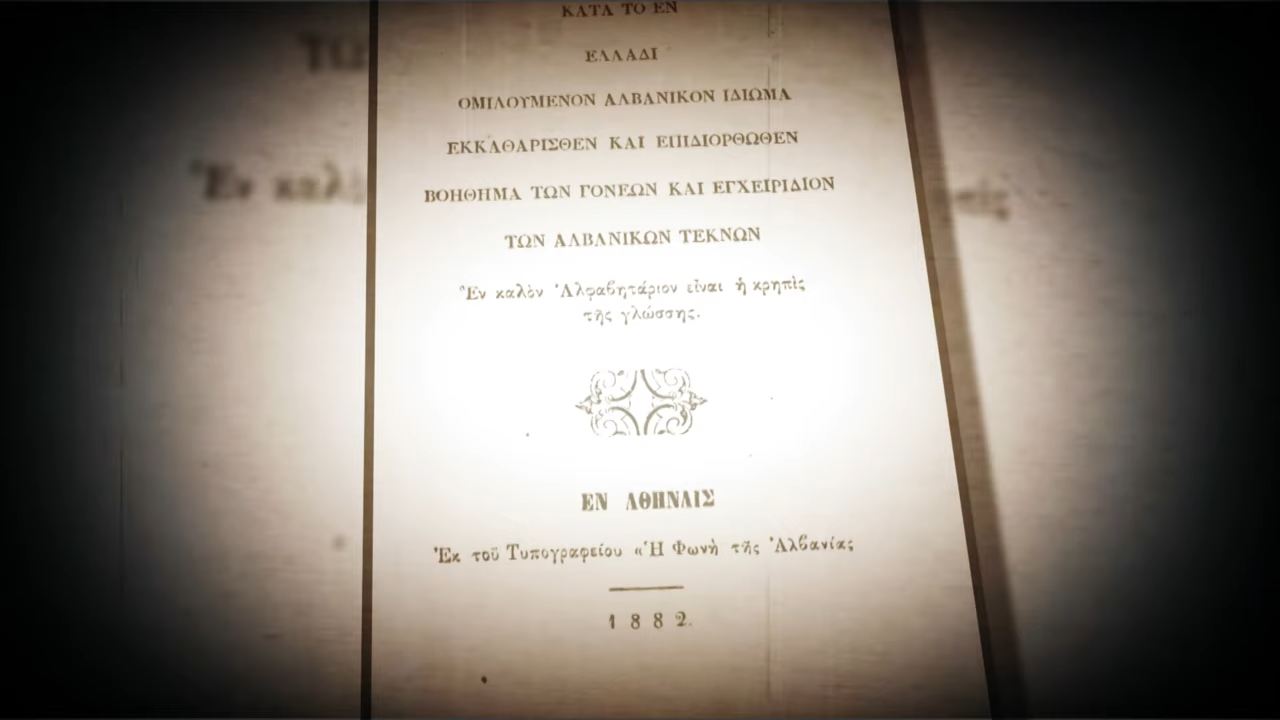 ΚΑΤΑ ΤΟ ΕΝ
ΕΛΛΑΔΙ
ΟΜΙΛΟΥΜΕΝΟΝ ΑΛΒΑΝΙΚΟΝ ΙΔΙΩΜΑ
ΕΚΚΑΘΑΡΙΣΘΕΝ ΚΑΙ ΕΠΙΔΙΟΡΘΩΘΕΝ
ΒΟΗΘΗΜΑ ΤΩΝ ΓΟΝΕΩΝ ΚΑΙ ΕΓΧΕΙΡΙΔΙΟΝ
ΤΩΝ ΑΛΒΑΝΙΚΩΝ ΤΕΚΝΩΝ
Ἓν καλὸν Ἀλφαβητάριον εἶναι ἡ κρηπὶς
τῆς γλώσσης.
ΕΝ ΑΘΗΝΑΙΣ
Ἐκ τοῦ Τυπογραφείου «Ἡ Φωνὴ τῆς Ἀλβανίας
1882.